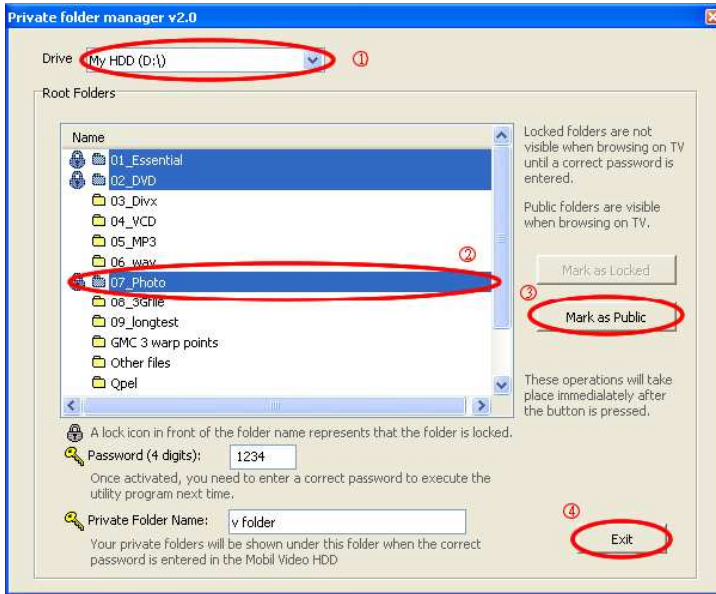 Private folder manager v2.0
Drive My HDD (D:\) ①
Root Folders
Name
01_Essential
02_DVD
03_Divx
04_VCD
05_MP3
06_wav
②
07_Photo
08_3Gfile
09_longtest
GMC 3 warp points
Other files
Qpel
Locked folders are not
visible when browsing on TV
until a correct password is
entered.
Public folders are visible
when browsing on TV.
Mark as Locked
③
Mark as Public
These operations will take
place immedialately after
the button is pressed.
A lock icon in front of the folder name represents that the folder is locked.
Password (4 digits): 1234
Once activated, you need to enter a correct password to execute the
utility program next time.
Private Folder Name: v folder
Your private folders will be shown under this folder when the correct
password is entered in the Mobil Video HDD
④
Exit